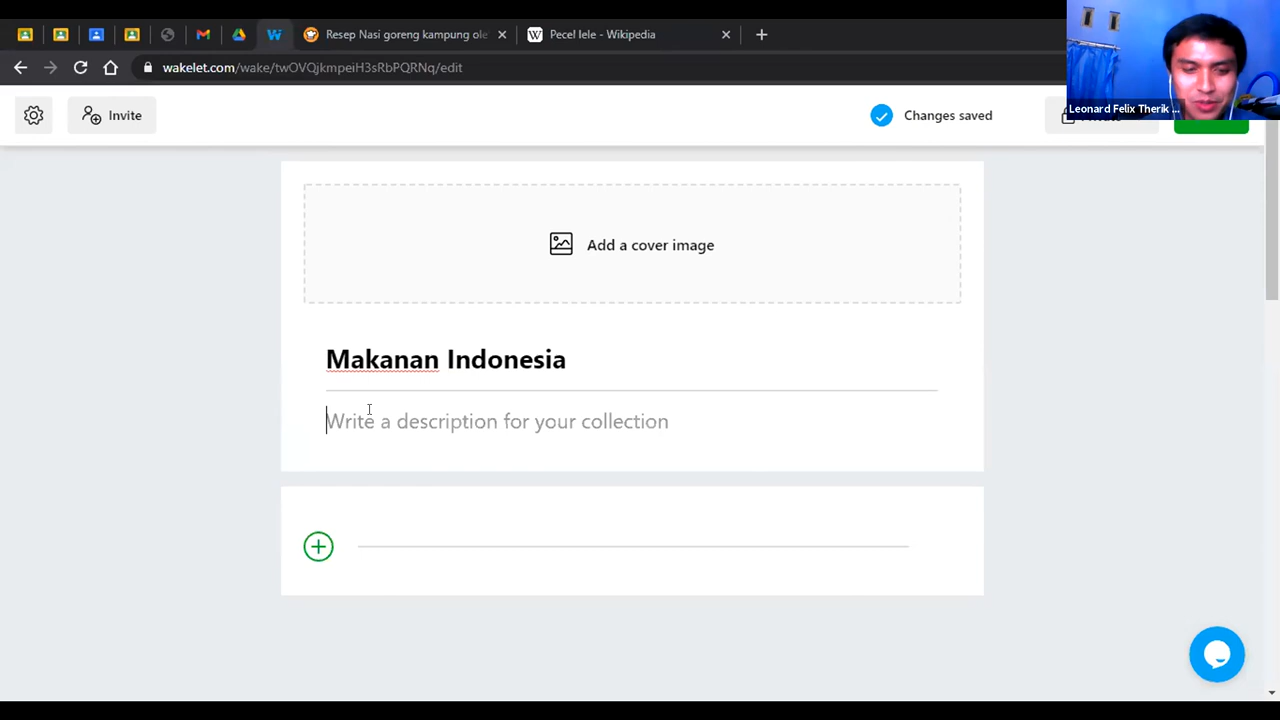 Resep Nasi goreng kampung ole
Pecel lele - Wikipedia
wakelet.com/wake/twOVQjkmpeiH3sRbPQRNq/edit
Leonard Felix Therik ...
Invite
Changes saved
Add a cover image
Makanan Indonesia
Write a description for your collection